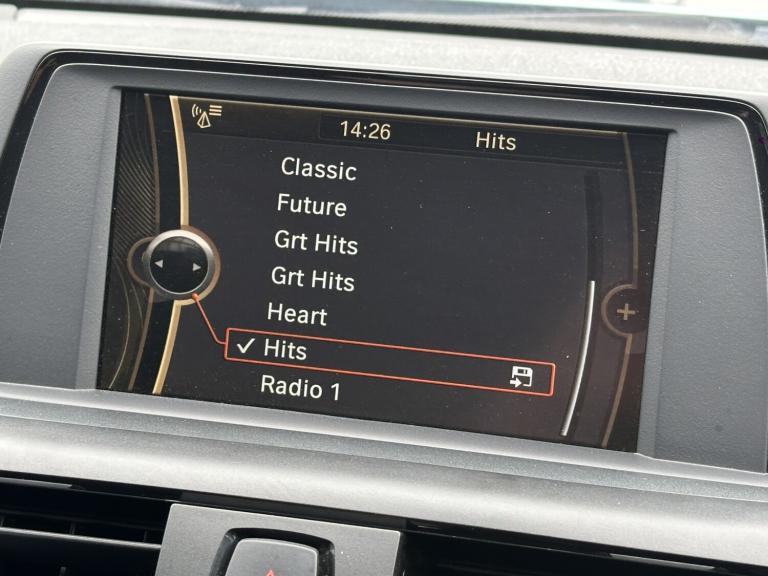 14:26 Hits
Classic
Future
Grt Hits
Grt Hits
Heart
✓ Hits
Radio 1